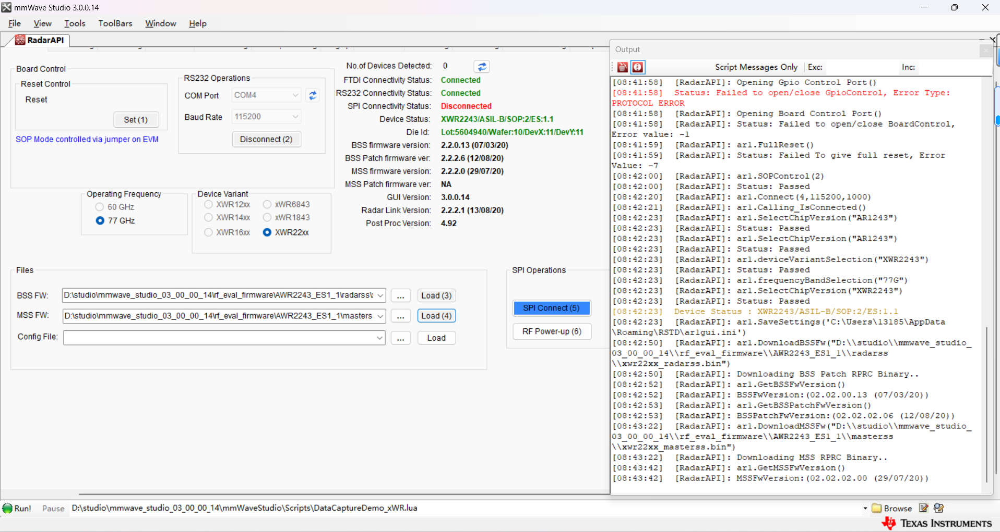 mmWave Studio 3.0.0.14
File View Tools ToolBars Window Help
RadarAPI
Board Control
Reset Control
Reset
Set (1)
SOP Mode controlled via jumper on EVM
RS232 Operations
COM Port COM4
Baud Rate 115200
Disconnect (2)
No.of Devices Detected: 0
FTDI Connectivity Status: Connected
RS232 Connectivity Status: Connected
SPI Connectivity Status: Disconnected
Device Status: XWR2243/ASIL-B/SOP:2/ES:1.1
Die Id: Lot:5604940/Wafer:10/DevX:11/DevY:11
BSS firmware version: 2.2.0.13 (07/03/20)
BSS Patch firmware ver: 2.2.2.6 (12/08/20)
MSS firmware version: 2.2.2.0 (29/07/20)
MSS Patch firmware ver: NA
GUI Version: 3.0.0.14
Radar Link Version: 2.2.2.1 (13/08/20)
Post Proc Version: 4.92
Operating Frequency
60 GHz
77 GHz
Device Variant
XWR12xx xWR6843
XWR14xx xWR1843
XWR16xx XWR22xx
Files
BSS FW: D:\studio\mmwave_studio_03_00_00_14\rf_eval_firmware\AWR2243_ES1_1\radarss\ ... Load (3)
MSS FW: D:\studio\mmwave_studio_03_00_00_14\rf_eval_firmware\AWR2243_ES1_1\masters ... Load (4)
Config File: ... Load
SPI Operations
SPI Connect (5)
RF Power-up (6)
Output
Script Messages Only Exc: Inc:
[08:41:58] [RadarAPI]: Opening Gpio Control Port()
[08:41:58] Status: Failed to open/close GpioControl, Error Type:
PROTOCOL ERROR
[08:41:58] [RadarAPI]: Opening Board Control Port()
[08:41:58] [RadarAPI]: Status: Failed to open/close BoardControl,
Error value: -1
[08:41:59] [RadarAPI]: ar1.FullReset()
[08:41:59] [RadarAPI]: Status: Failed To give full reset, Error
Value: -7
[08:42:00] [RadarAPI]: ar1.SOPControl(2)
[08:42:00] [RadarAPI]: Status: Passed
[08:42:20] [RadarAPI]: ar1.Connect(4,115200,1000)
[08:42:21] [RadarAPI]: ar1.Calling_IsConnected()
[08:42:23] [RadarAPI]: ar1.SelectChipVersion("AR1243")
[08:42:23] [RadarAPI]: Status: Passed
[08:42:23] [RadarAPI]: ar1.SelectChipVersion("AR1243")
[08:42:23] [RadarAPI]: Status: Passed
[08:42:23] [RadarAPI]: ar1.deviceVariantSelection("XWR2243")
[08:42:23] [RadarAPI]: Status: Passed
[08:42:23] [RadarAPI]: ar1.frequencyBandSelection("77G")
[08:42:23] [RadarAPI]: ar1.SelectChipVersion("XWR2243")
[08:42:23] [RadarAPI]: Status: Passed
[08:42:23] Device Status : XWR2243/ASIL-B/SOP:2/ES:1.1
[08:42:23] [RadarAPI]: ar1.SaveSettings('C:\Users\13185\AppData
\Roaming\RSTD\ar1gui.ini')
[08:42:50] [RadarAPI]: ar1.DownloadBSSFw("D:\\studio\\mmwave_studio_
03_00_00_14\\rf_eval_firmware\\AWR2243_ES1_1\\radarss
\\xwr22xx_radarss.bin")
[08:42:50] [RadarAPI]: Downloading BSS Patch RPRC Binary..
[08:42:52] [RadarAPI]: ar1.GetBSSFwVersion()
[08:42:52] [RadarAPI]: BSSFwVersion:(02.02.00.13 (07/03/20))
[08:42:53] [RadarAPI]: ar1.GetBSSPatchFwVersion()
[08:42:53] [RadarAPI]: BSSPatchFwVersion:(02.02.02.06 (12/08/20))
[08:43:22] [RadarAPI]: ar1.DownloadMSSFw("D:\\studio\\mmwave_studio_
03_00_00_14\\rf_eval_firmware\\AWR2243_ES1_1\\masterss
\\xwr22xx_masterss.bin")
[08:43:22] [RadarAPI]: Downloading MSS RPRC Binary..
[08:43:42] [RadarAPI]: ar1.GetMSSFwVersion()
[08:43:42] [RadarAPI]: MSSFwVersion:(02.02.02.00 (29/07/20))
Run! Pause D:\studio\mmwave_studio_03_00_00_14\mmWaveStudio\Scripts\DataCaptureDemo_xWR.lua Browse
TEXAS INSTRUMENTS